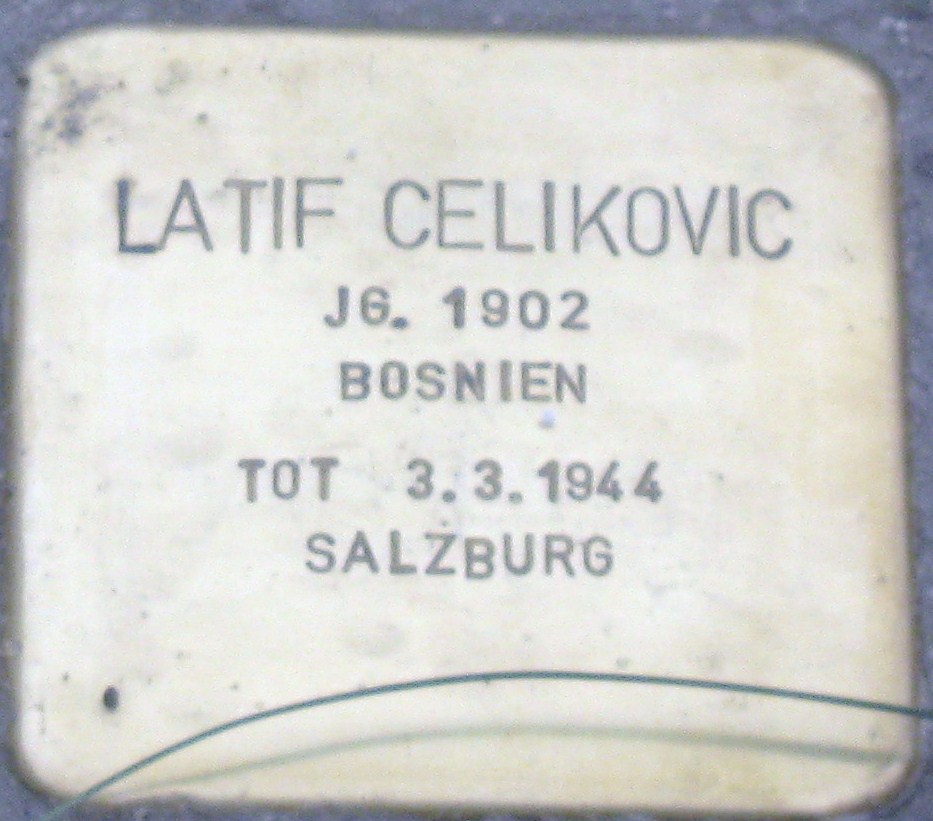 LATIF CELIKOVIC
JG. 1902
BOSNIEN
TOT 3.3.1944
SALZBURG